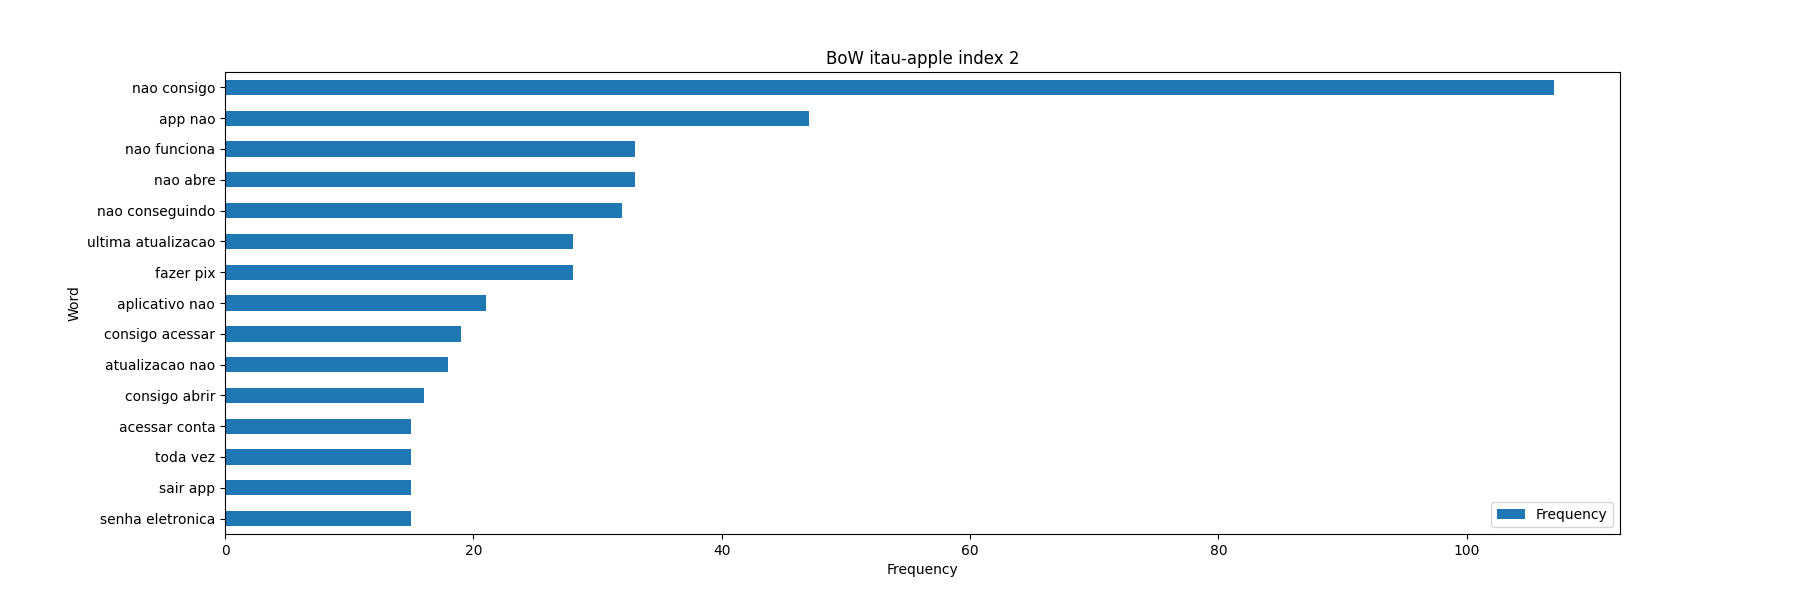 BoW itau-apple index 2
nao consigo
app nao
nao funciona
nao abre
nao conseguindo
ultima atualizacao
fazer pix
aplicativo nao
consigo acessar
atualizacao nao
consigo abrir
acessar conta
toda vez
sair app
senha eletronica
Word
Frequency
0 20 40 60 80 100
Frequency